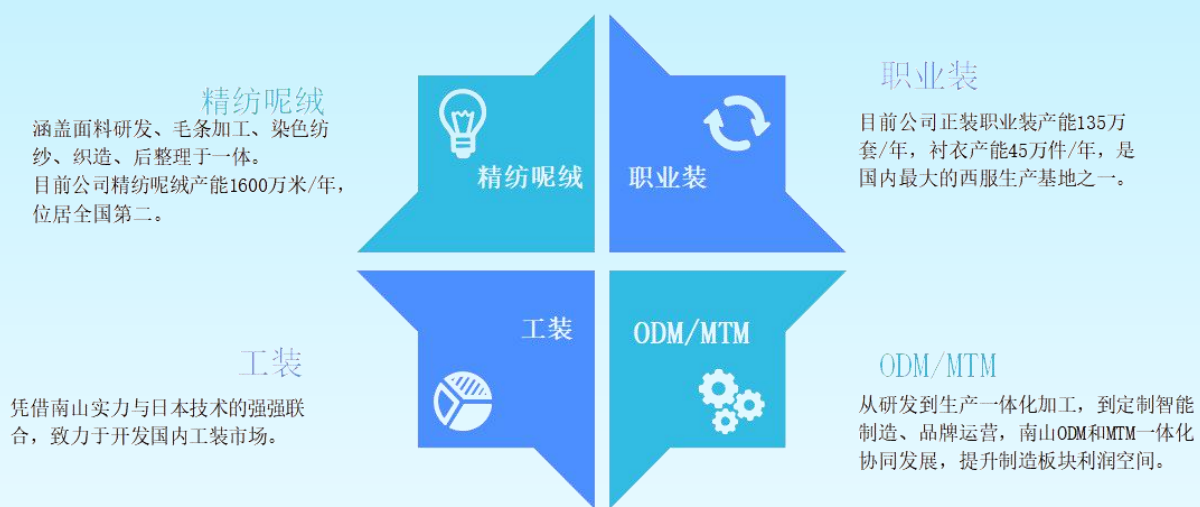 精纺呢绒
涵盖面料研发、毛条加工、染色纺
纱、织造、后整理于一体。
目前公司精纺呢绒产能1600万米/年，
位居全国第二。
精纺呢绒
职业装
职业装
目前公司正装职业装产能135万
套/年，衬衣产能45万件/年，是
国内最大的西服生产基地之一。
工装
凭借南山实力与日本技术的强强联
合，致力于开发国内工装市场。
工装
ODM/MTM
ODM/MTM
从研发到生产一体化加工，到定制智能
制造、品牌运营，南山ODM和MTM一体化
协同发展，提升制造板块利润空间。